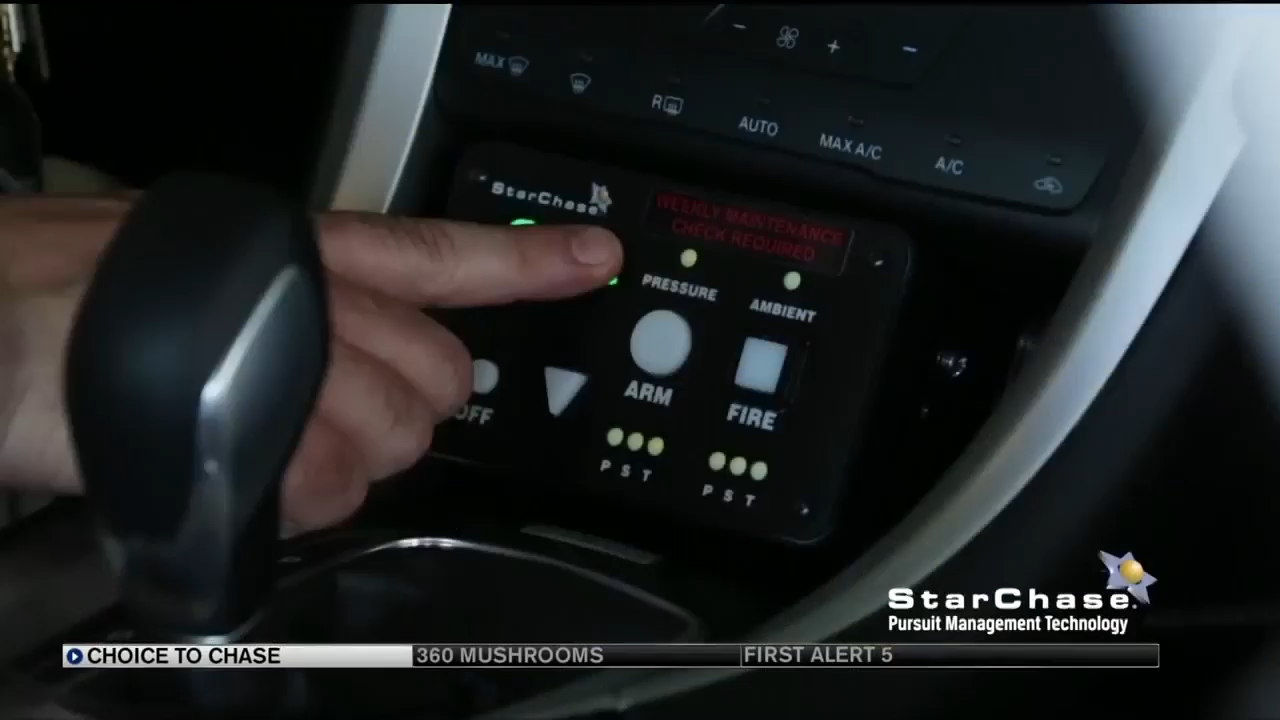 MAX
R
AUTO
MAX A/C
A/C
StarChase
WEEKLY MAINTENANCE
CHECK REQUIRED
PRESSURE
AMBIENT
OFF
ARM
FIRE
P S T
P S T
StarChase
Pursuit Management Technology
CHOICE TO CHASE
360 MUSHROOMS
FIRST ALERT 5